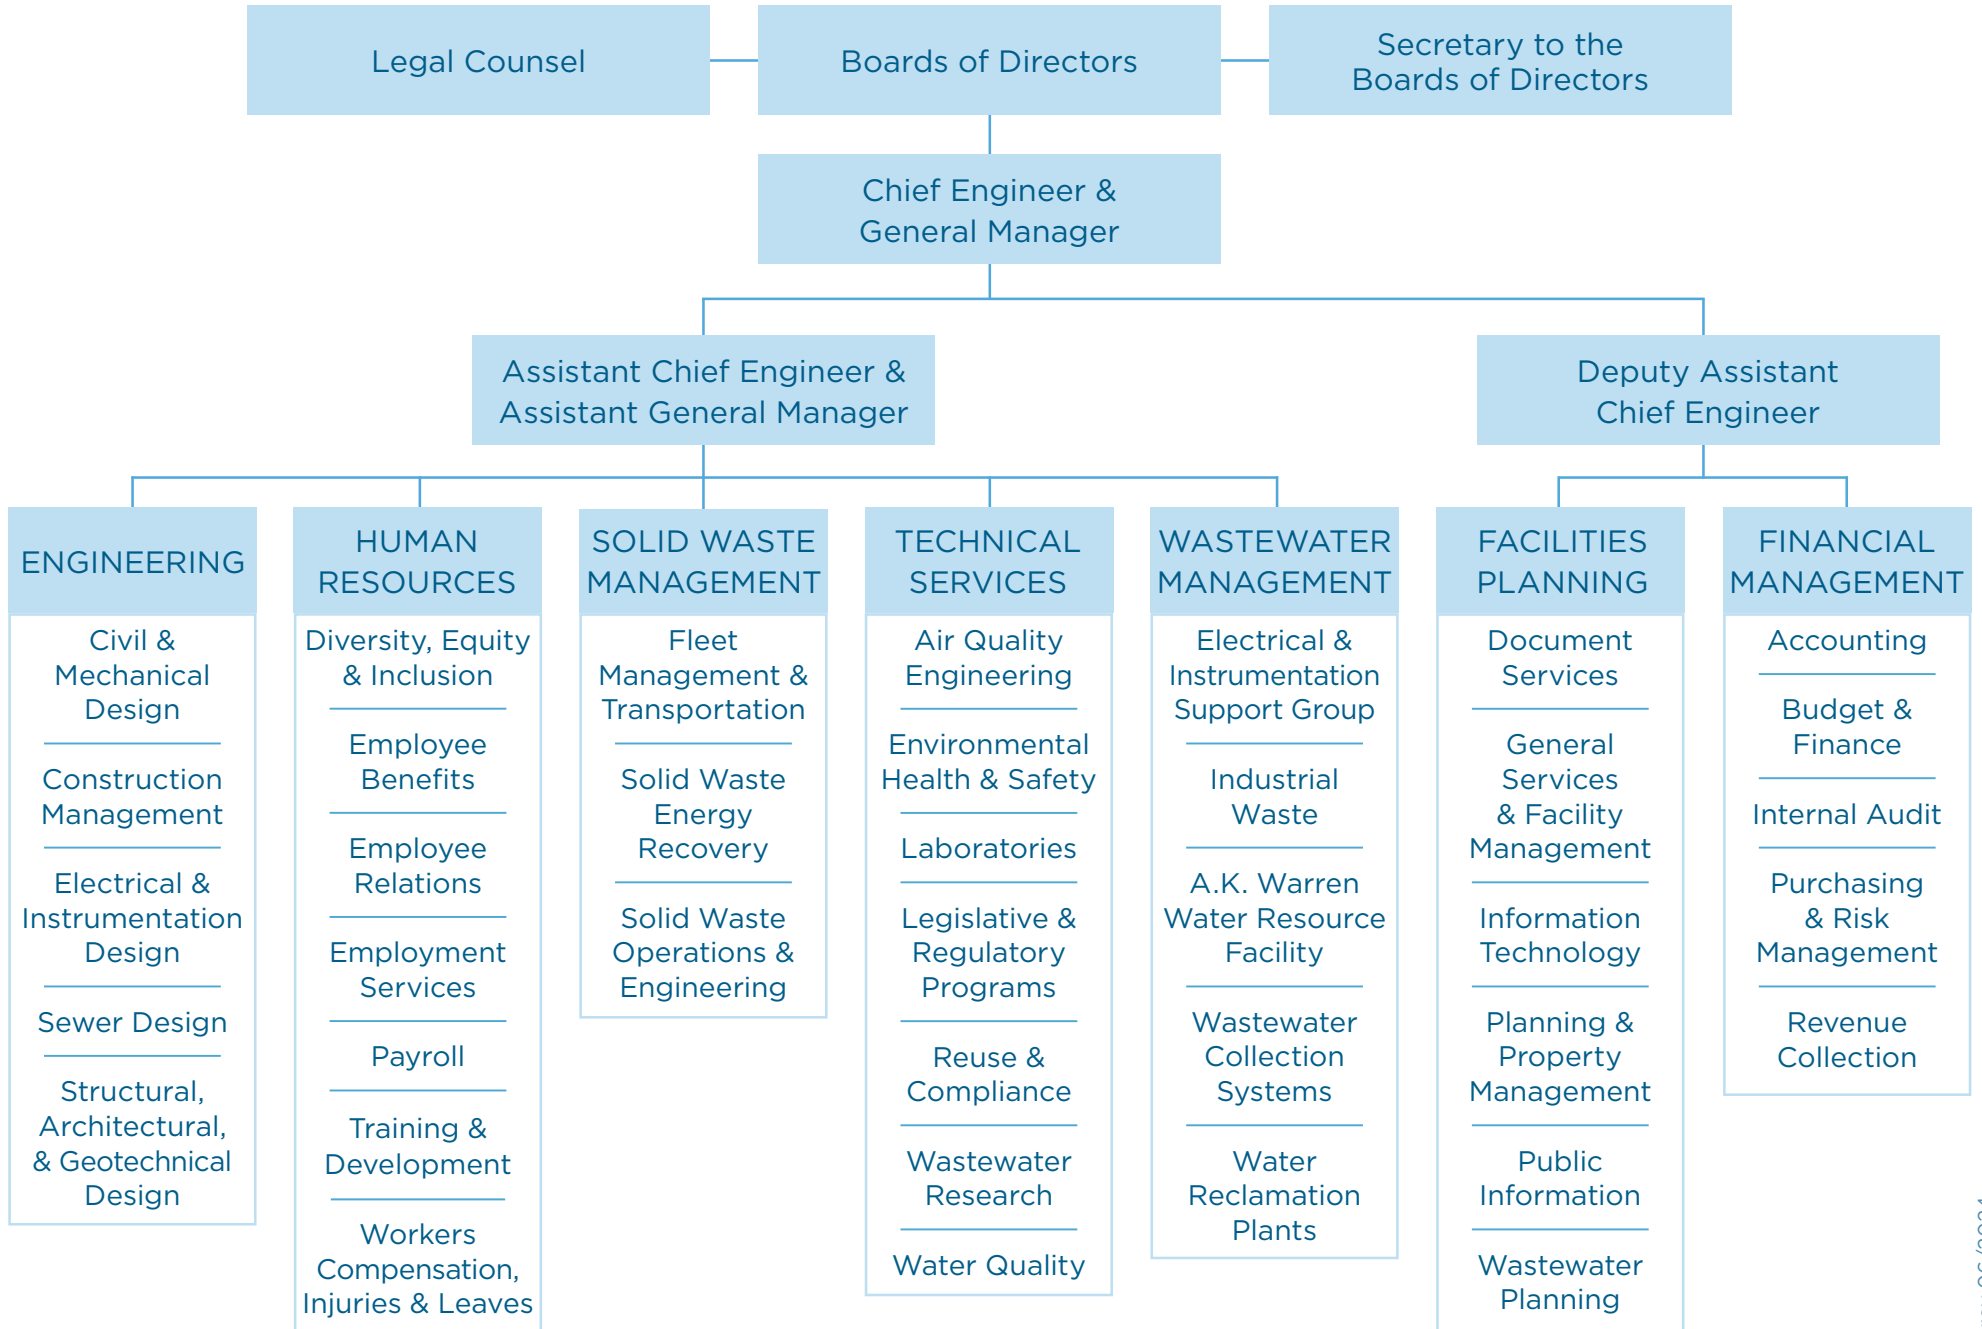 Legal Counsel
Boards of Directors
Secretary to the
Boards of Directors
Chief Engineer &
General Manager
Assistant Chief Engineer &
Assistant General Manager
Deputy Assistant
Chief Engineer
ENGINEERING
Civil &
Mechanical
Design
Construction
Management
Electrical &
Instrumentation
Design
Sewer Design
Structural,
Architectural,
& Geotechnical
Design
HUMAN
RESOURCES
Diversity, Equity
& Inclusion
Employee
Benefits
Employee
Relations
Employment
Services
Payroll
Training &
Development
Workers
Compensation,
Injuries & Leaves
SOLID WASTE
MANAGEMENT
Fleet
Management &
Transportation
Solid Waste
Energy
Recovery
Solid Waste
Operations &
Engineering
TECHNICAL
SERVICES
Air Quality
Engineering
Environmental
Health & Safety
Laboratories
Legislative &
Regulatory
Programs
Reuse &
Compliance
Wastewater
Research
Water Quality
WASTEWATER
MANAGEMENT
Electrical &
Instrumentation
Support Group
Industrial
Waste
A.K. Warren
Water Resource
Facility
Wastewater
Collection
Systems
Water
Reclamation
Plants
FACILITIES
PLANNING
Document
Services
General
Services
& Facility
Management
Information
Technology
Planning &
Property
Management
Public
Information
Wastewater
Planning
FINANCIAL
MANAGEMENT
Accounting
Budget &
Finance
Internal Audit
Purchasing
& Risk
Management
Revenue
Collection